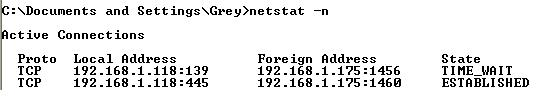 C:\Documents and Settings\Grey>netstat -n
Active Connections
Proto Local Address Foreign Address State
TCP 192.168.1.118:139 192.168.1.175:1456 TIME_WAIT
TCP 192.168.1.118:445 192.168.1.175:1460 ESTABLISHED